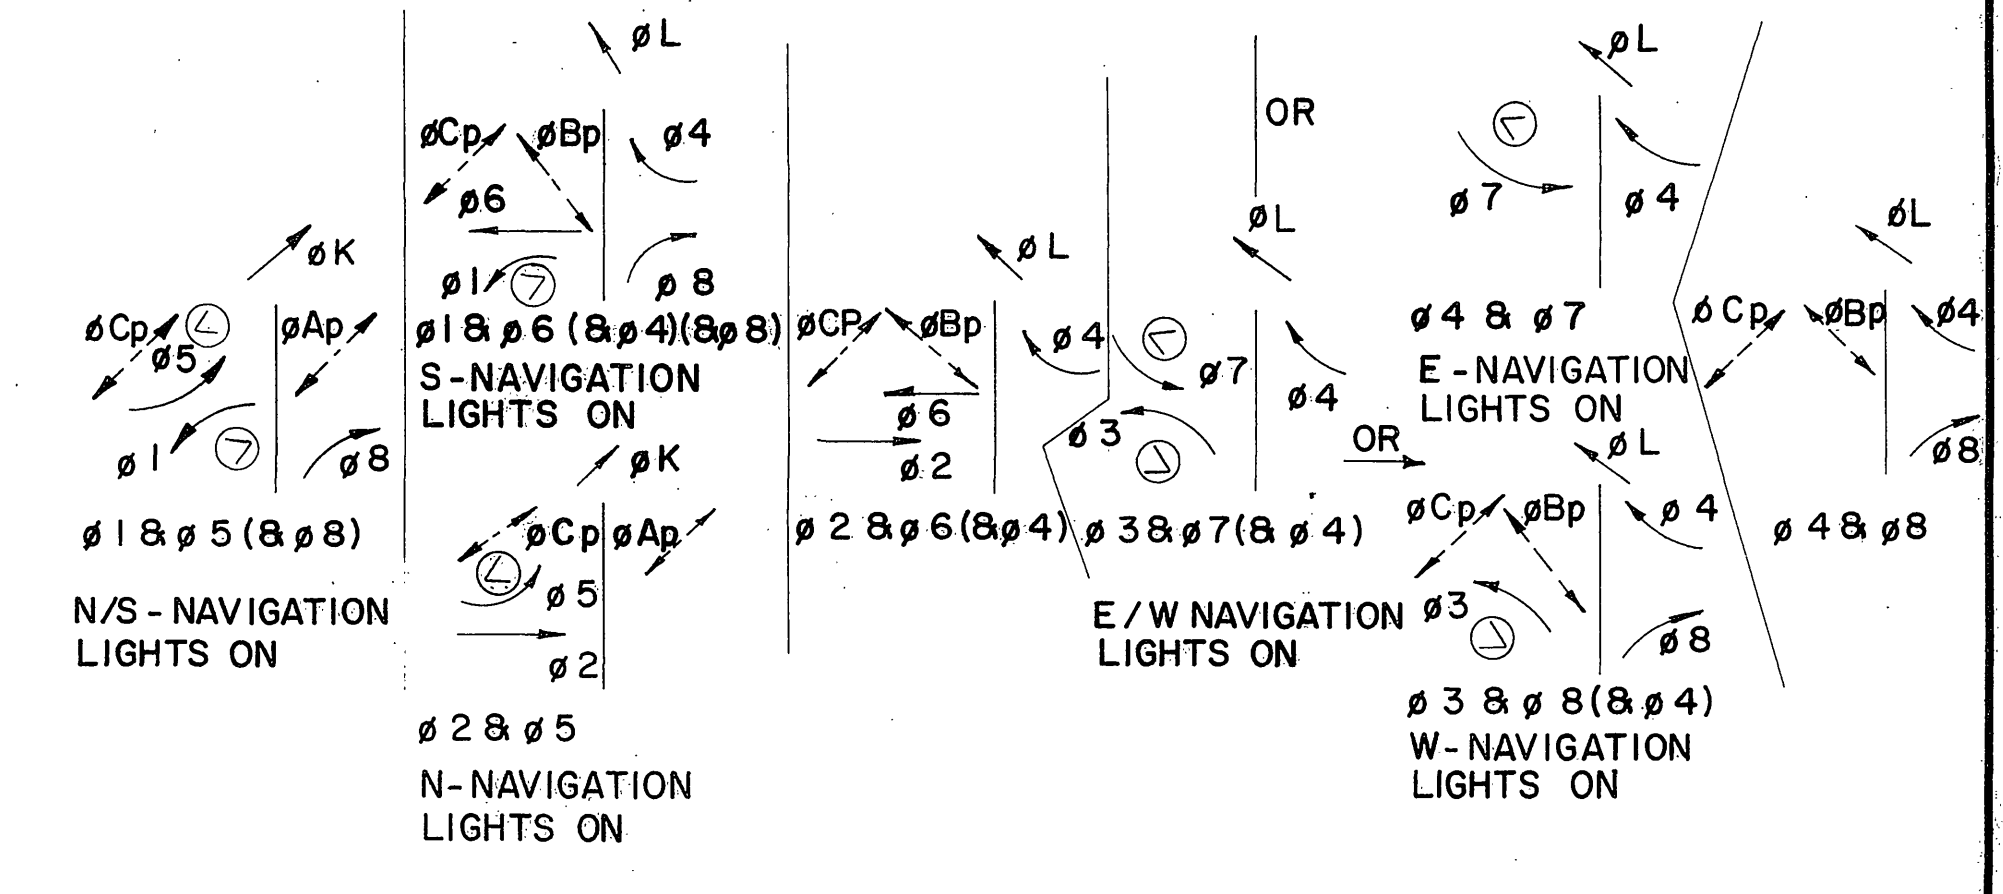 øK
øCp
øAp
ø5
ø1
ø8
ø1&ø5(&ø8)
N/S-NAVIGATION
LIGHTS ON
øL
øCp
øBp
ø4
ø6
ø1
ø8
ø1&ø6(&ø4)(&ø8)
S-NAVIGATION
LIGHTS ON
øK
øCp
øAp
ø5
ø2
ø2&ø5
N-NAVIGATION
LIGHTS ON
øL
øCP
øBp
ø4
ø6
ø2
ø2&ø6(&ø4)
OR
øL
ø7
ø4
ø3
ø3&ø7(&ø4)
E/W NAVIGATION
LIGHTS ON
OR
øL
ø7
ø4
ø4&ø7
E-NAVIGATION
LIGHTS ON
øL
øCp
øBp
ø4
ø3
ø8
ø3&ø8(&ø4)
W-NAVIGATION
LIGHTS ON
øL
øCp
øBp
ø4
ø8
ø4&ø8